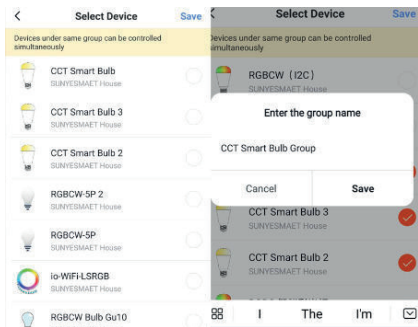 Select Device
Save
Devices under same group can be controlled
simultaneously
CCT Smart Bulb
SUNYESMAET House
CCT Smart Bulb 3
SUNYESMAET House
CCT Smart Bulb 2
SUNYESMAET House
RGBCW-5P 2
SUNYESMAET House
RGBCW-5P
SUNYESMAET House
io-WiFi-LSRGB
SUNYESMAET House
RGBCW Bulb Gu10
Select Device
Save
Devices under same group can be controlled
simultaneously
RGBCW (I2C)
SUNYESMAET House
Enter the group name
CCT Smart Bulb Group
Cancel
Save
CCT Smart Bulb 3
SUNYESMAET House
CCT Smart Bulb 2
SUNYESMAET House
I
The
I'm